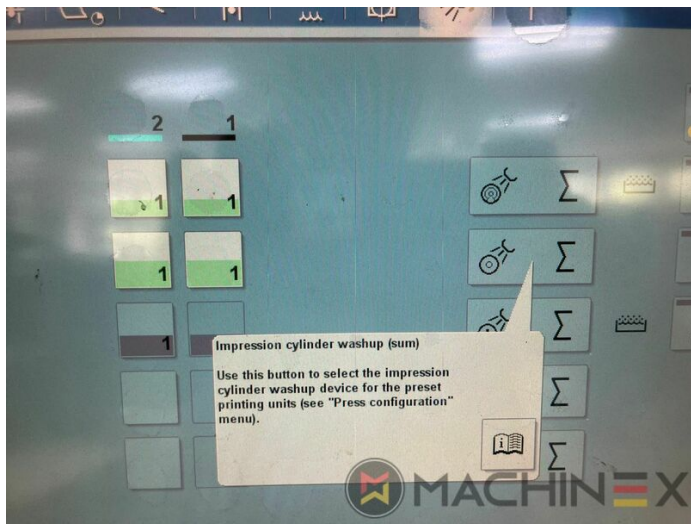 2 1
1 1 Σ
1 1 Σ
1 Σ
Impression cylinder washup (sum)
Use this button to select the impression
cylinder washup device for the preset
printing units (see "Press configuration"
menu).
Σ
i
Σ
MACHINEX